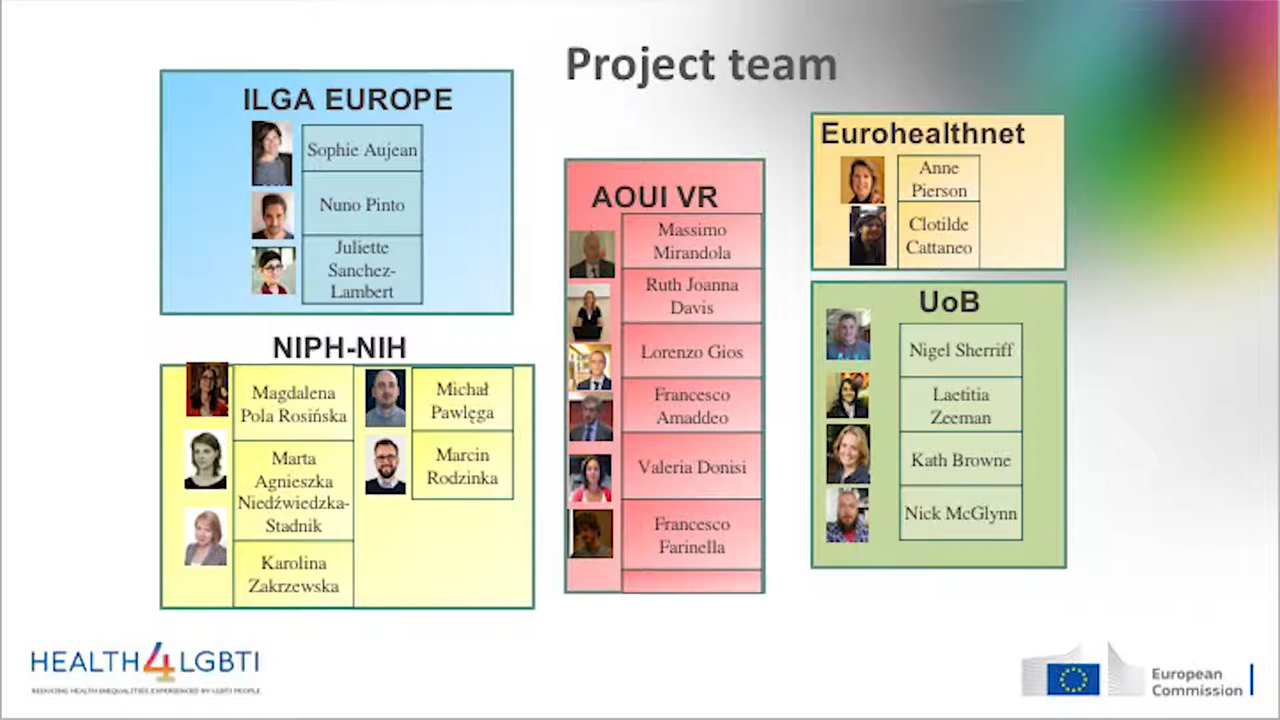 Project team
ILGA EUROPE
Sophie Aujean
Nuno Pinto
Juliette
Sanchez-
Lambert
NIPH-NIH
Magdalena
Pola Rosińska
Marta
Agnieszka
Niedźwiedzka-
Stadnik
Karolina
Zakrzewska
Michał
Pawlęga
Marcin
Rodzinka
AOUI VR
Massimo
Mirandola
Ruth Joanna
Davis
Lorenzo Gios
Francesco
Amaddeo
Valeria Donisi
Francesco
Farinella
Eurohealthnet
Anne
Pierson
Clotilde
Cattaneo
UoB
Nigel Sherriff
Laetitia
Zeeman
Kath Browne
Nick McGlynn
HEALTH4LGBTI
REDUCING HEALTH INEQUALITIES EXPERIENCED BY LGBTI PEOPLE
European
Commission